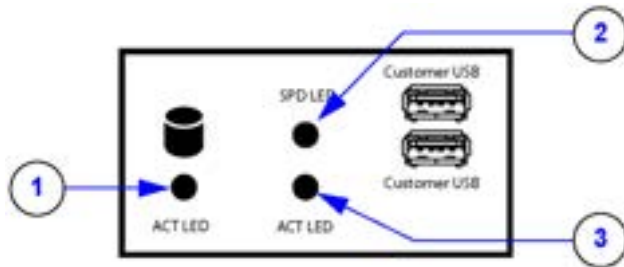 2
Customer USB
SPD LED
1
Customer USB
ACT LED
ACT LED
3